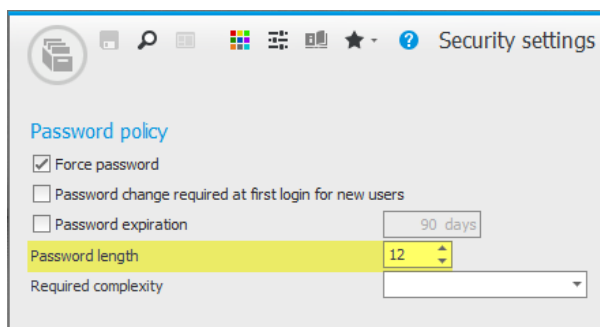 Security settings
Password policy
Force password
Password change required at first login for new users
Password expiration 90 days
Password length 12
Required complexity